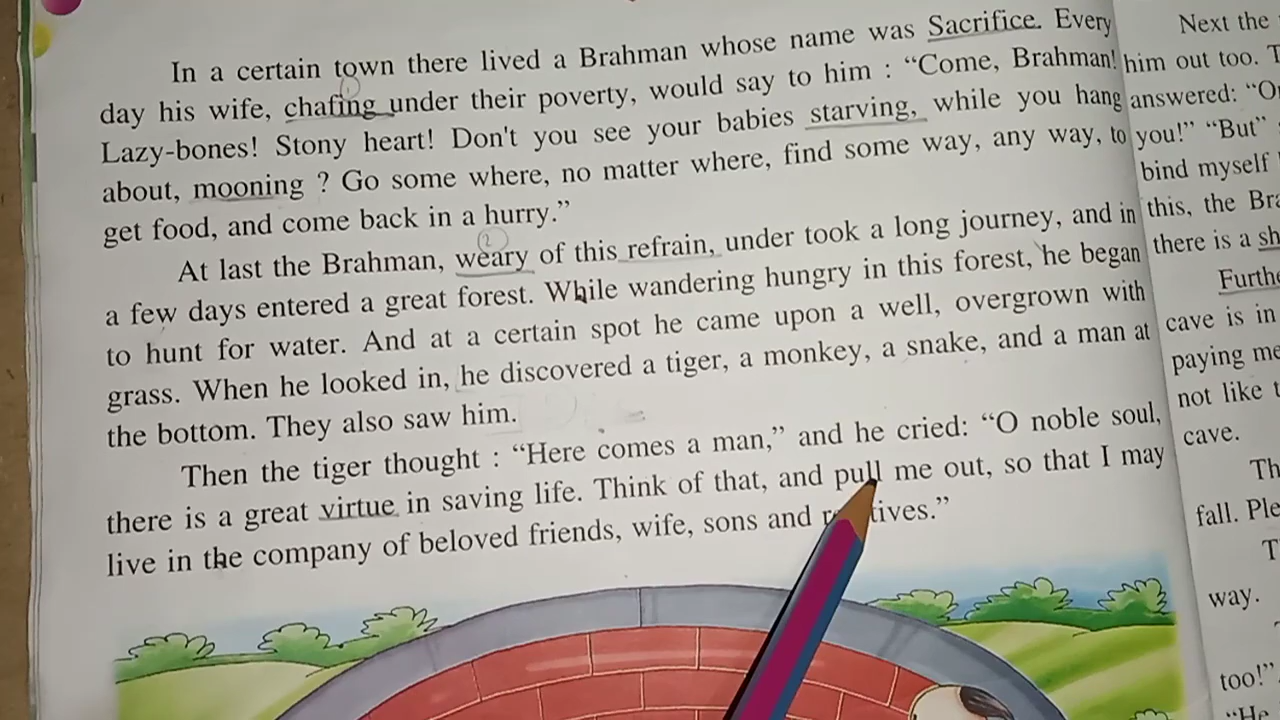 In a certain town there lived a Brahman whose name was Sacrifice. Every
day his wife, chafing under their poverty, would say to him : “Come, Brahman!
Lazy-bones! Stony heart! Don't you see your babies starving, while you hang
about, mooning ? Go some where, no matter where, find some way, any way, to
get food, and come back in a hurry.”
At last the Brahman, weary of this refrain, under took a long journey, and in
a few days entered a great forest. While wandering hungry in this forest, he began
to hunt for water. And at a certain spot he came upon a well, overgrown with
grass. When he looked in, he discovered a tiger, a monkey, a snake, and a man at
the bottom. They also saw him.
Then the tiger thought : “Here comes a man,” and he cried: “O noble soul,
there is a great virtue in saving life. Think of that, and pull me out, so that I may
live in the company of beloved friends, wife, sons and
Next the
him out too.
answered:
you!” “But”
bind myself
this, the
there is a
cave is in
paying me
not like
cave.
fall.
way.
too!”
“He